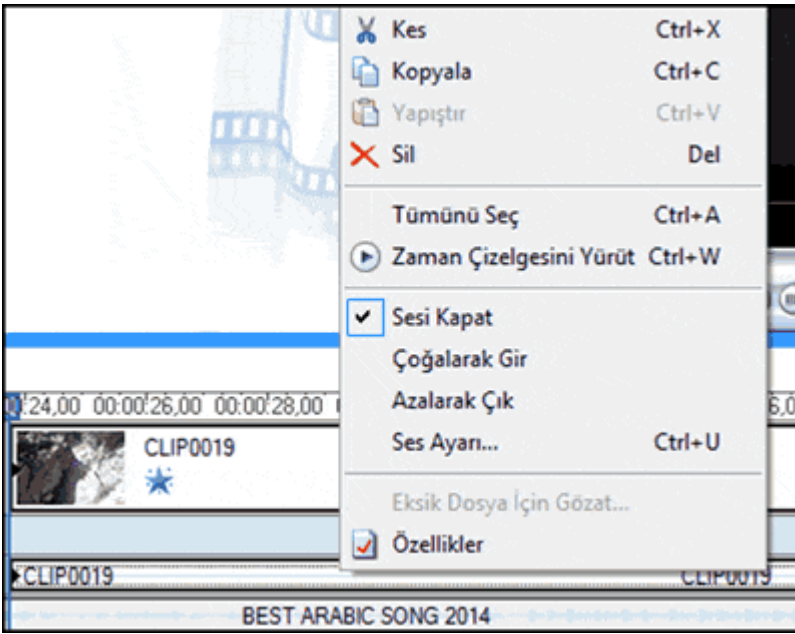 Kes Ctrl+X
Kopyala Ctrl+C
Yapıştır Ctrl+V
Sil Del
Tümünü Seç Ctrl+A
Zaman Çizelgesini Yürüt Ctrl+W
Sesi Kapat
Çoğalarak Gir
Azalarak Çık
Ses Ayarı... Ctrl+U
Eksik Dosya İçin Gözat...
Özellikler
:24,00 00:00:26,00 00:00:28,00
CLIP0019
CLIP0019 CLIP0019
BEST ARABIC SONG 2014